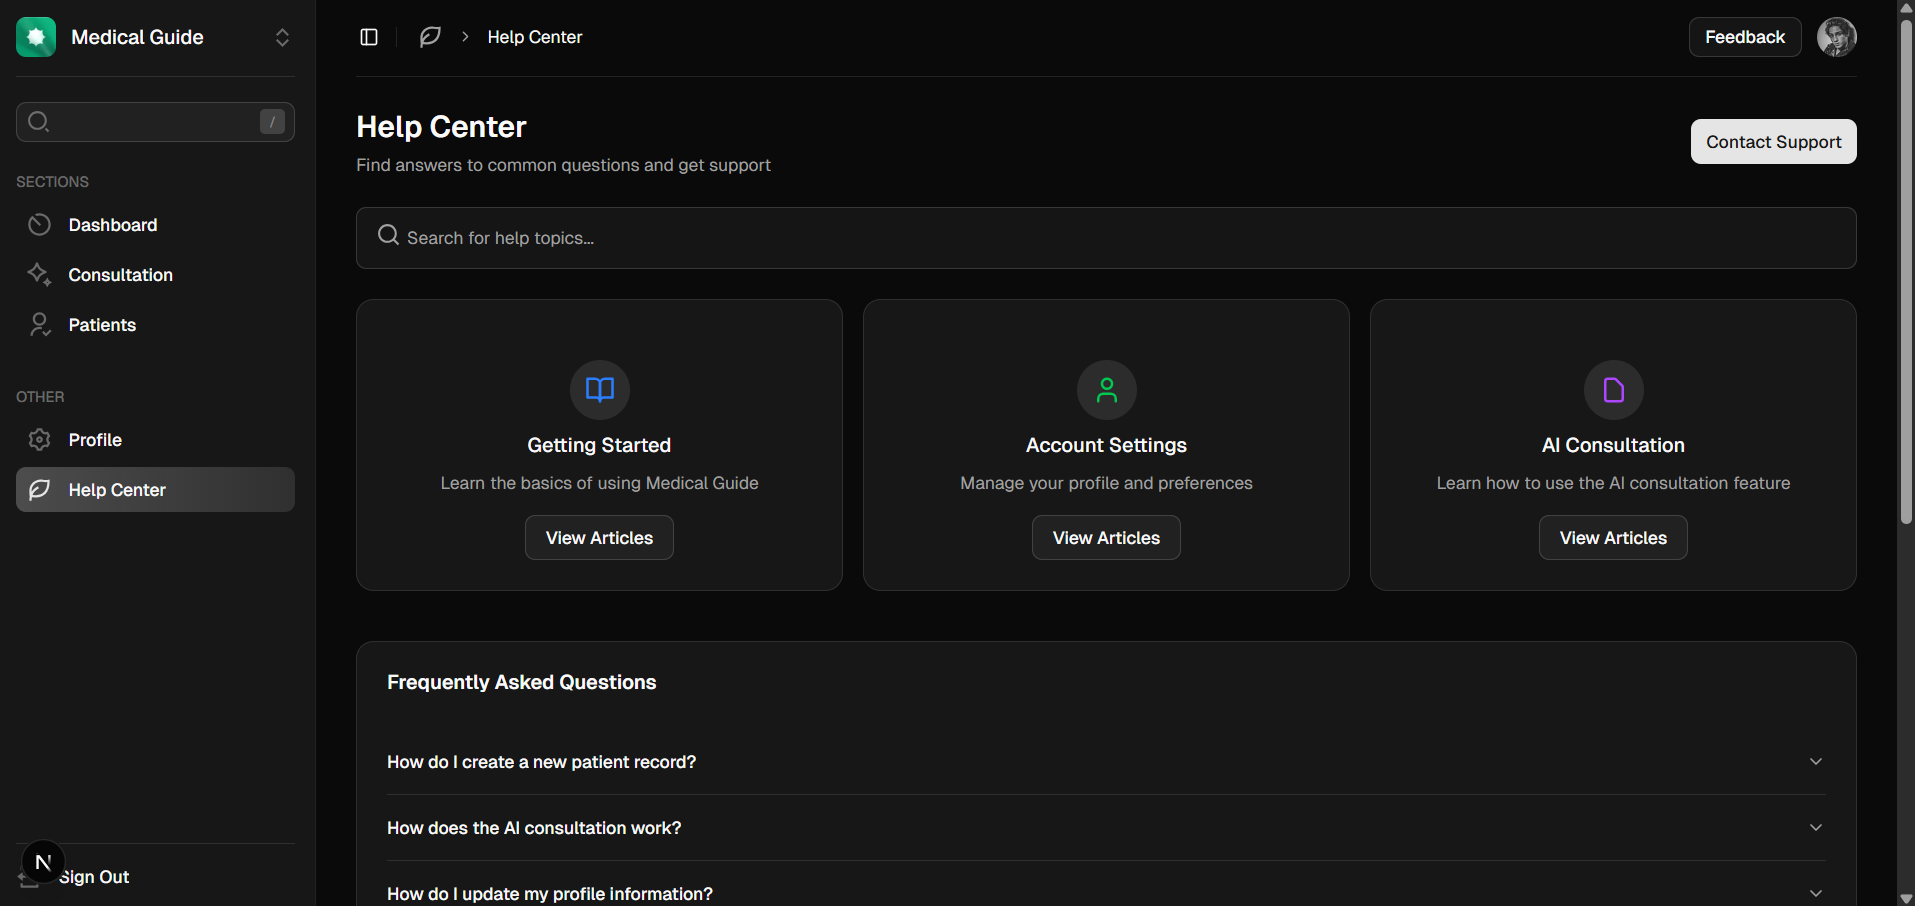 Medical Guide
/
SECTIONS
Dashboard
Consultation
Patients
OTHER
Profile
Help Center
N
Sign Out
Help Center
Feedback
Help Center
Find answers to common questions and get support
Contact Support
Search for help topics...
Getting Started
Learn the basics of using Medical Guide
View Articles
Account Settings
Manage your profile and preferences
View Articles
AI Consultation
Learn how to use the AI consultation feature
View Articles
Frequently Asked Questions
How do I create a new patient record?
How does the AI consultation work?
How do I update my profile information?